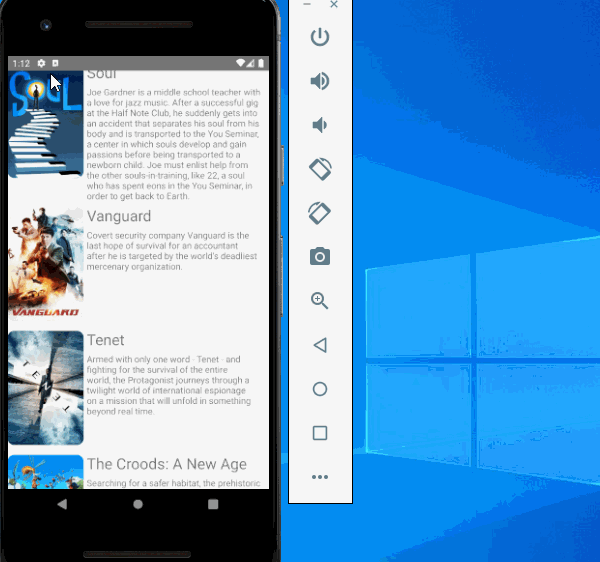 1:12
Soul
SOUL
Joe Gardner is a middle school teacher with
a love for jazz music. After a successful gig
at the Half Note Club, he suddenly gets into
an accident that separates his soul from his
body and is transported to the You Seminar,
a center in which souls develop and gain
passions before being transported to a
newborn child. Joe must enlist help from
the other souls-in-training, like 22, a soul
who has spent eons in the You Seminar, in
order to get back to Earth.
Vanguard
Covert security company Vanguard is the
last hope of survival for an accountant
after he is targeted by the world's deadliest
mercenary organization.
VANGUARD
Tenet
Armed with only one word - Tenet - and
fighting for the survival of the entire
world, the Protagonist journeys through a
twilight world of international espionage
on a mission that will unfold in something
beyond real time.
TENET
The Croods: A New Age
Searching for a safer habitat, the prehistoric